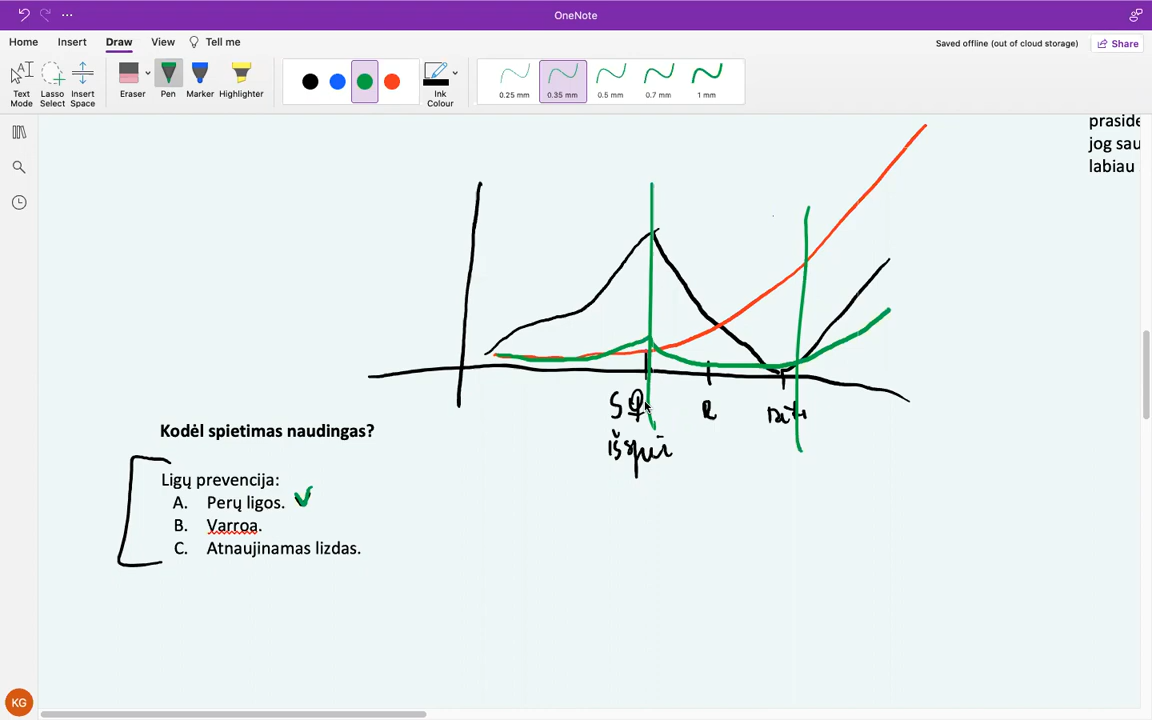 OneNote
Home Insert Draw View Tell me
Saved offline (out of cloud storage) Share
Text Mode
Lasso Select
Insert Space
Eraser
Pen
Marker
Highlighter
Ink Colour
0.25 mm 0.35 mm 0.5 mm 0.7 mm 1 mm
praside
jog sau
labiau
Kodėl spietimas naudingas?
Ligų prevencija:
A. Perų ligos.
B. Varroa.
C. Atnaujinamas lizdas.
KG